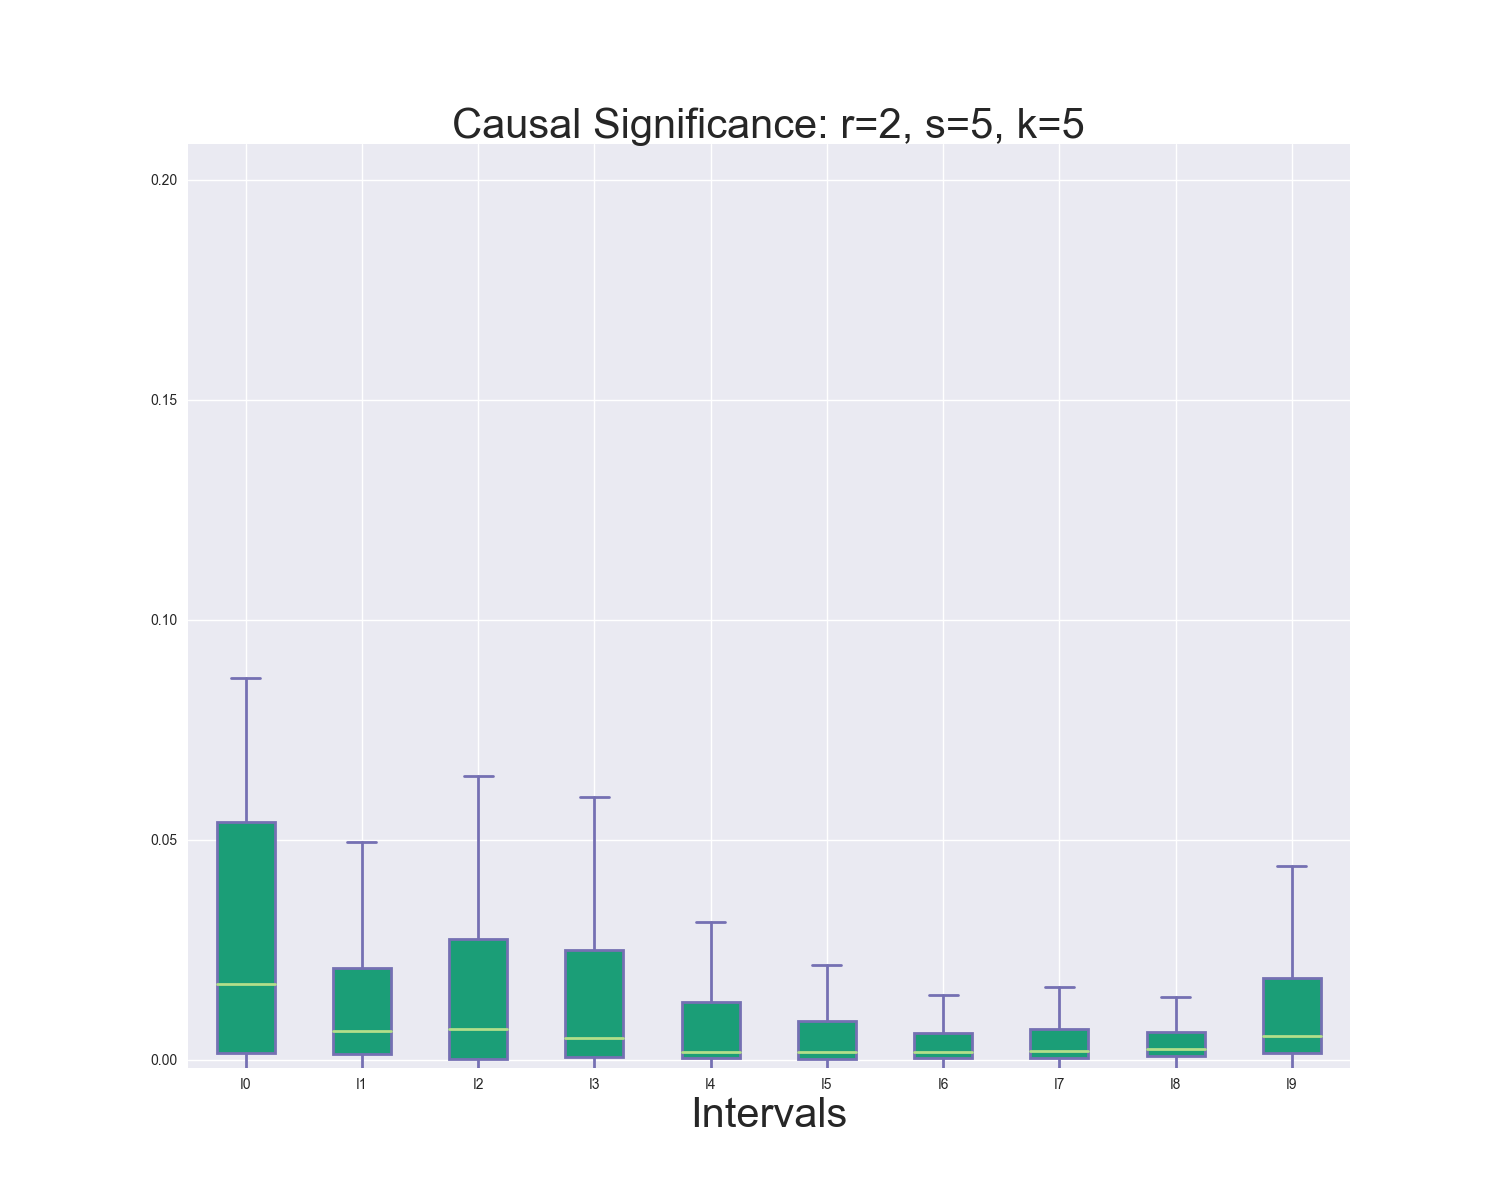 Causal Significance: r=2, s=5, k=5
0.20
0.15
0.10
0.05
0.00
I0 I1 I2 I3 I4 I5 I6 I7 I8 I9
Intervals